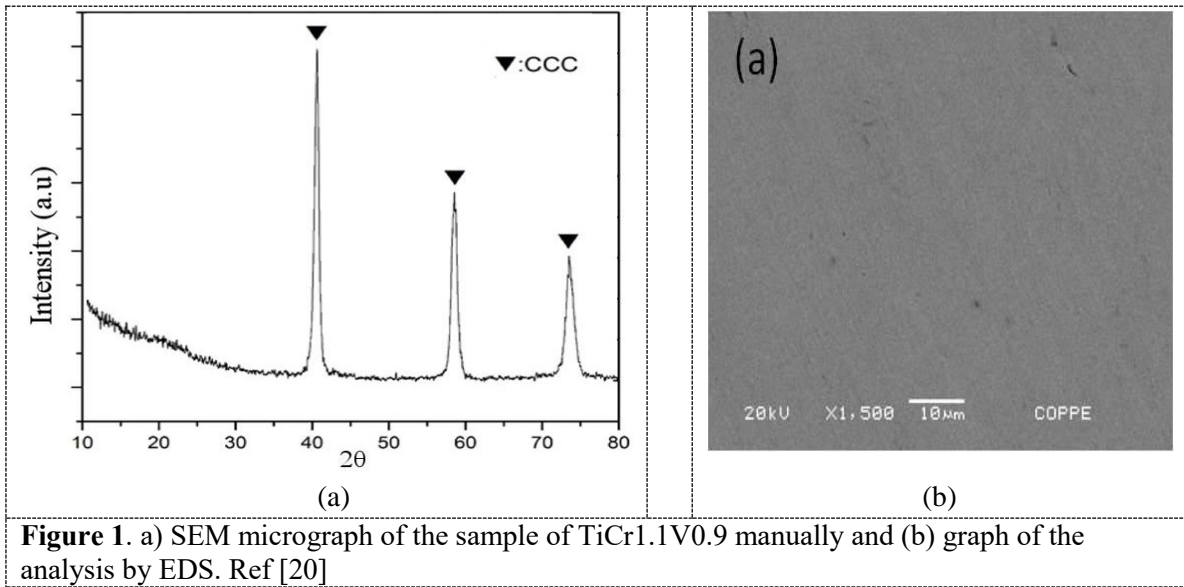 ▼:CCC
Intensity (a.u)
10 20 30 40 50 60 70 80
2θ
(a)
(a)
20kV X1,500 10μm COPPE
(b)
Figure 1. a) SEM micrograph of the sample of TiCr1.1V0.9 manually and (b) graph of the
analysis by EDS. Ref [20]